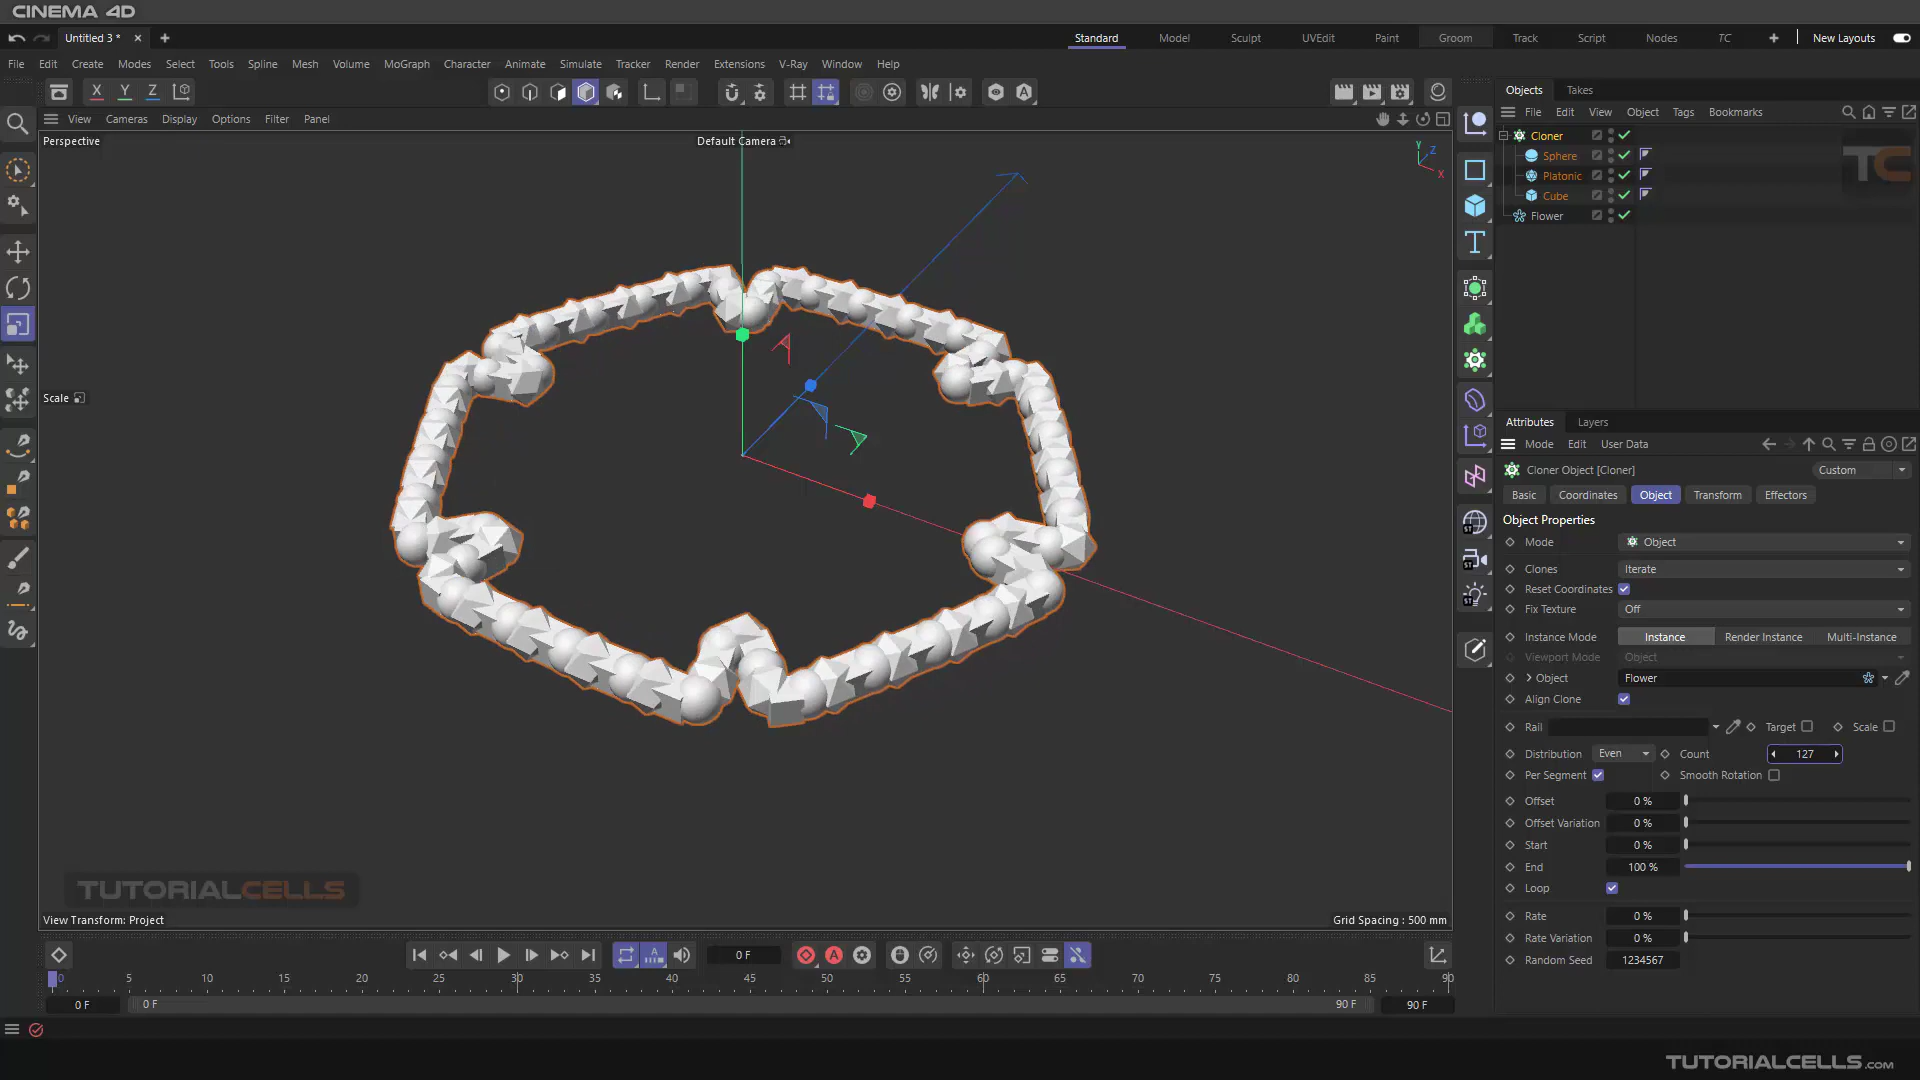 CINEMA 4D
Untitled 3 *
Standard
Model
Sculpt
UVEdit
Paint
Groom
Track
Script
Nodes
TC
New Layouts
File Edit Create Modes Select Tools Spline Mesh Volume MoGraph Character Animate Simulate Tracker Render Extensions V-Ray Window Help
X Y Z
Objects Takes
View Cameras Display Options Filter Panel
File Edit View Object Tags Bookmarks
Perspective
Default Camera
Y
Z
X
Cloner
Sphere
Platonic
Cube
Flower
TC
Scale
Attributes Layers
Mode Edit User Data
Cloner Object [Cloner]
Custom
Basic Coordinates Object Transform Effectors
Object Properties
Mode Object
Clones Iterate
Reset Coordinates
Fix Texture Off
Instance Mode Instance Render Instance Multi-Instance
Viewport Mode Object
Object Flower
Align Clone
Rail Target Scale
Distribution Even Count 127
Per Segment Smooth Rotation
Offset 0 %
Offset Variation 0 %
Start 0 %
End 100 %
Loop
Rate 0 %
Rate Variation 0 %
Random Seed 1234567
ST
ST
ST
TUTORIALCELLS
View Transform: Project
Grid Spacing : 500 mm
0 F
A
A
0 5 10 15 20 25 30 35 40 45 50 55 60 65 70 75 80 85 90
0 F
0 F
90 F
90 F
TUTORIALCELLS.com